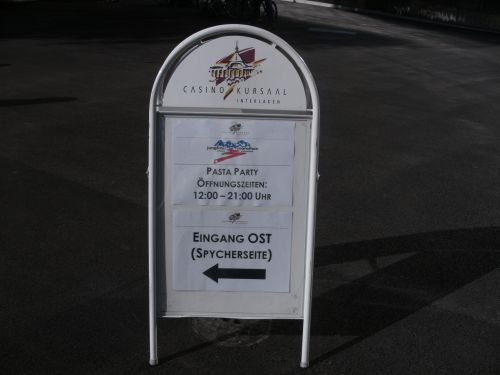 CASINO KURSAAL
INTERLAKEN
PASTA PARTY
ÖFFNUNGSZEITEN:
12:00 – 21:00 UHR
EINGANG OST
(SPYCHERSEITE)